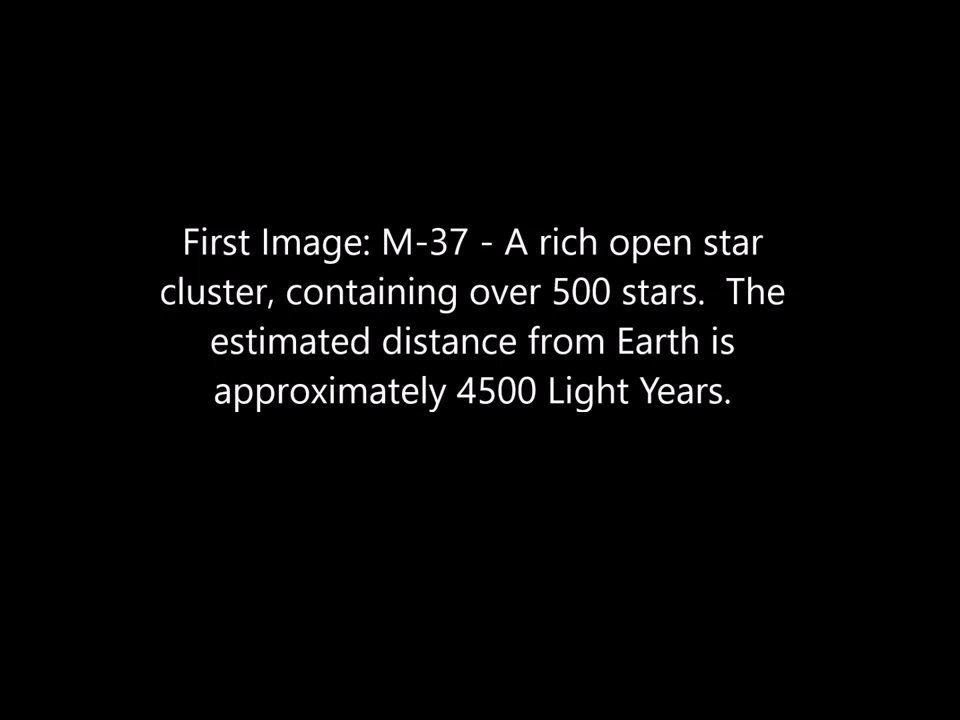 First Image: M-37 - A rich open star
cluster, containing over 500 stars.  The
estimated distance from Earth is
approximately 4500 Light Years.